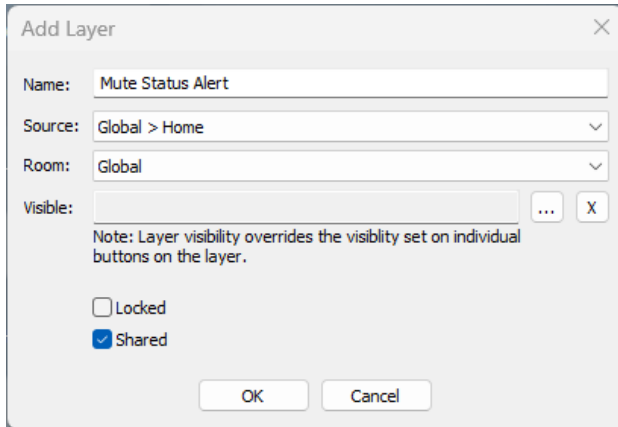 Add Layer
Name: Mute Status Alert
Source: Global > Home
Room: Global
Visible: ... X
Note: Layer visibility overrides the visiblity set on individual
buttons on the layer.
Locked
Shared
OK Cancel